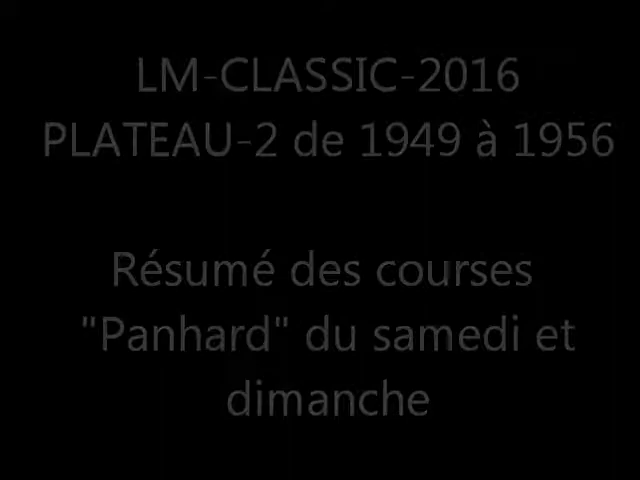 LM-CLASSIC-2016
PLATEAU-2 de 1949 à 1956
Résumé des courses
"Panhard" du samedi et
dimanche